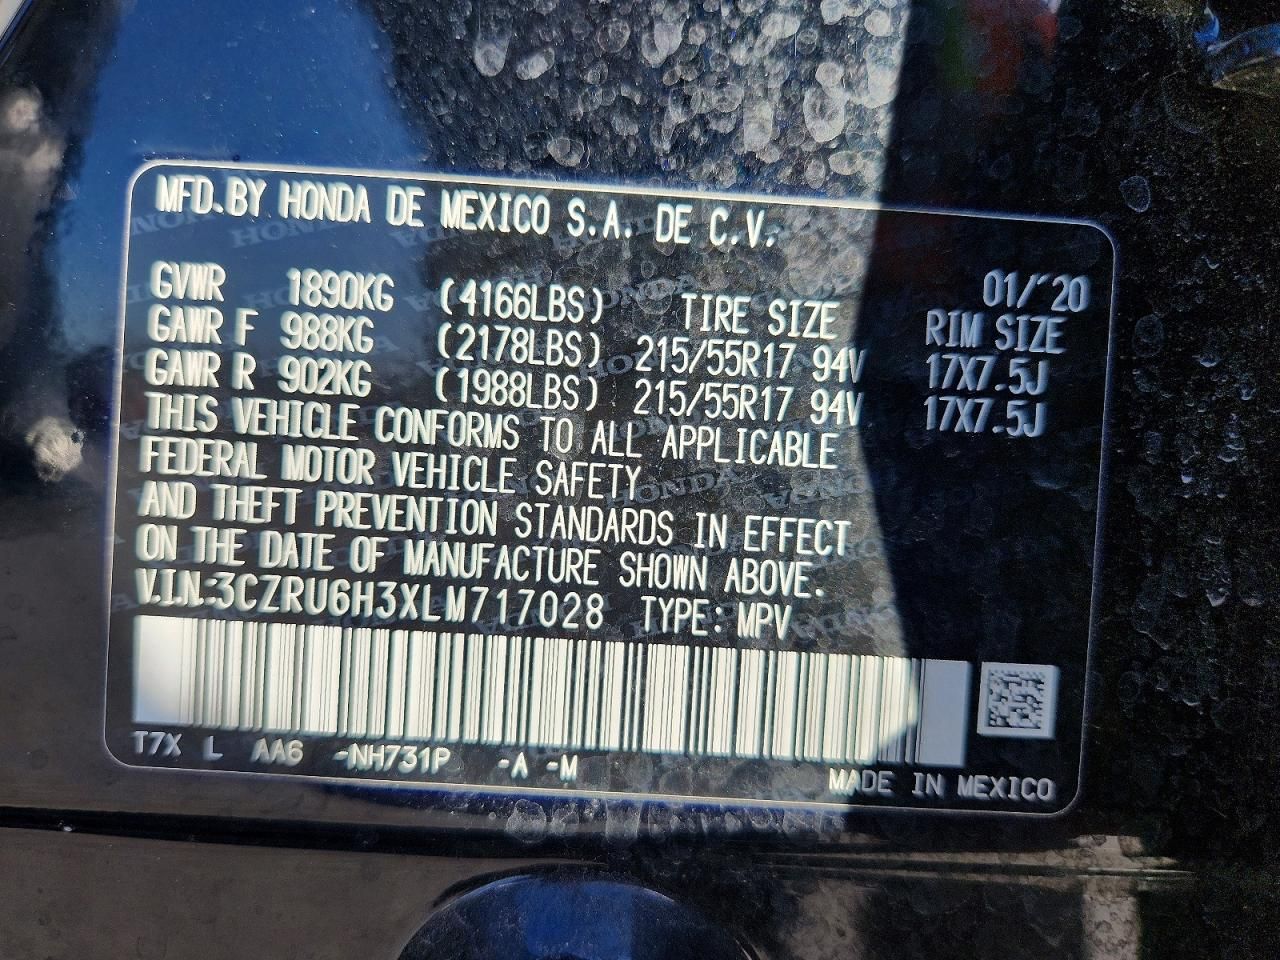 MFD.BY HONDA DE MEXICO S.A. DE C.V.
01/'20
GVWR 1890KG (4166LBS) TIRE SIZE RIM SIZE
GAWR F 988KG (2178LBS) 215/55R17 94V 17X7.5J
GAWR R 902KG (1988LBS) 215/55R17 94V 17X7.5J
THIS VEHICLE CONFORMS TO ALL APPLICABLE
FEDERAL MOTOR VEHICLE SAFETY
AND THEFT PREVENTION STANDARDS IN EFFECT
ON THE DATE OF MANUFACTURE SHOWN ABOVE.
V.I.N.:3CZRU6H3XLM717028 TYPE: MPV
T7X L AA6 -NH731P -A -M
MADE IN MEXICO